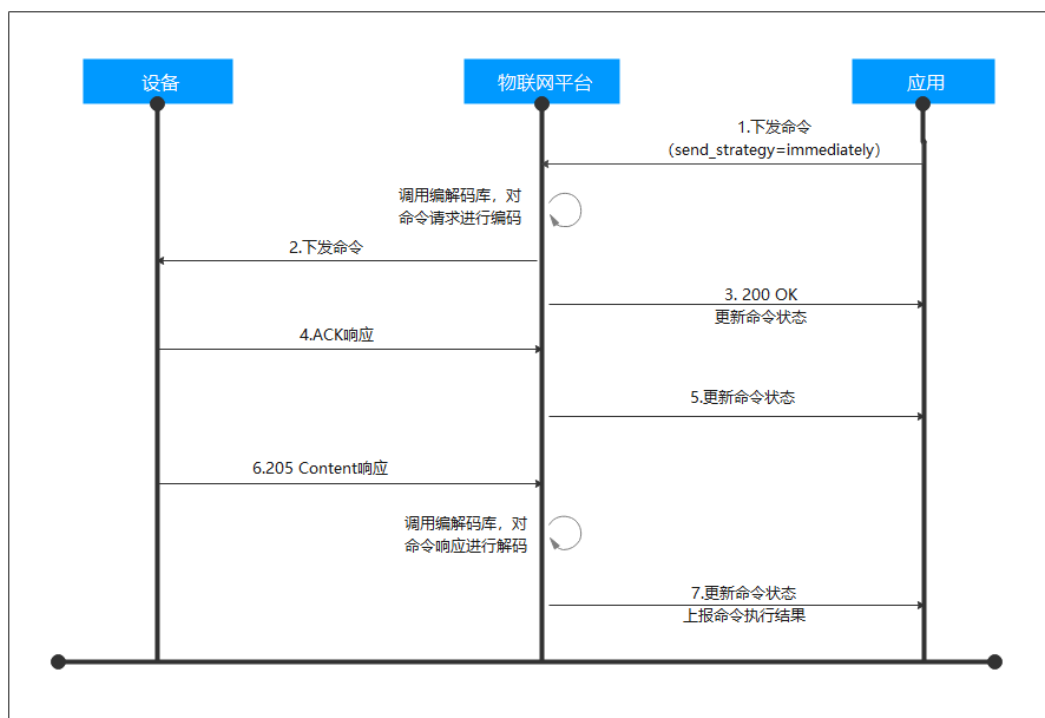 设备
物联网平台
应用
1.下发命令
（send_strategy=immediately）
调用编解码库，对
命令请求进行编码
2.下发命令
3. 200 OK
更新命令状态
4.ACK响应
5.更新命令状态
6.205 Content响应
调用编解码库，对
命令响应进行解码
7.更新命令状态
上报命令执行结果